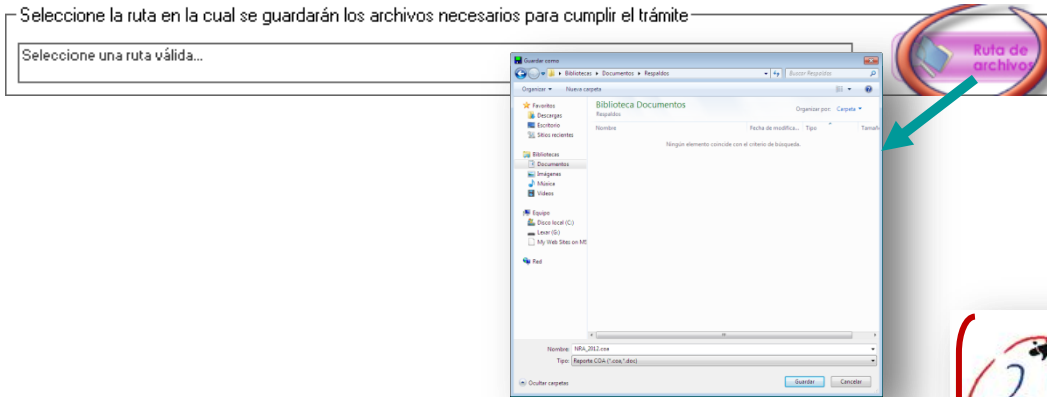 Seleccione la ruta en la cual se guardarán los archivos necesarios para cumplir el trámite
Seleccione una ruta válida...
Ruta de
archivos
Guardar como
Bibliotecas ▸ Documentos ▸ Respaldos
Buscar Respaldos
Organizar
Nueva carpeta
Favoritos
Descargas
Escritorio
Sitios recientes
Bibliotecas
Documentos
Imágenes
Música
Videos
Equipo
Disco local (C:)
Lexar (G:)
My Web Sites on MS
Red
Biblioteca Documentos
Respaldos
Organizar por: Carpeta
Nombre
Fecha de modifica...
Tipo
Tamaño
Ningún elemento coincide con el criterio de búsqueda.
Nombre: NRA_2012.coa
Tipo: Reporte COA (*.coa,*.doc)
Ocultar carpetas
Guardar
Cancelar